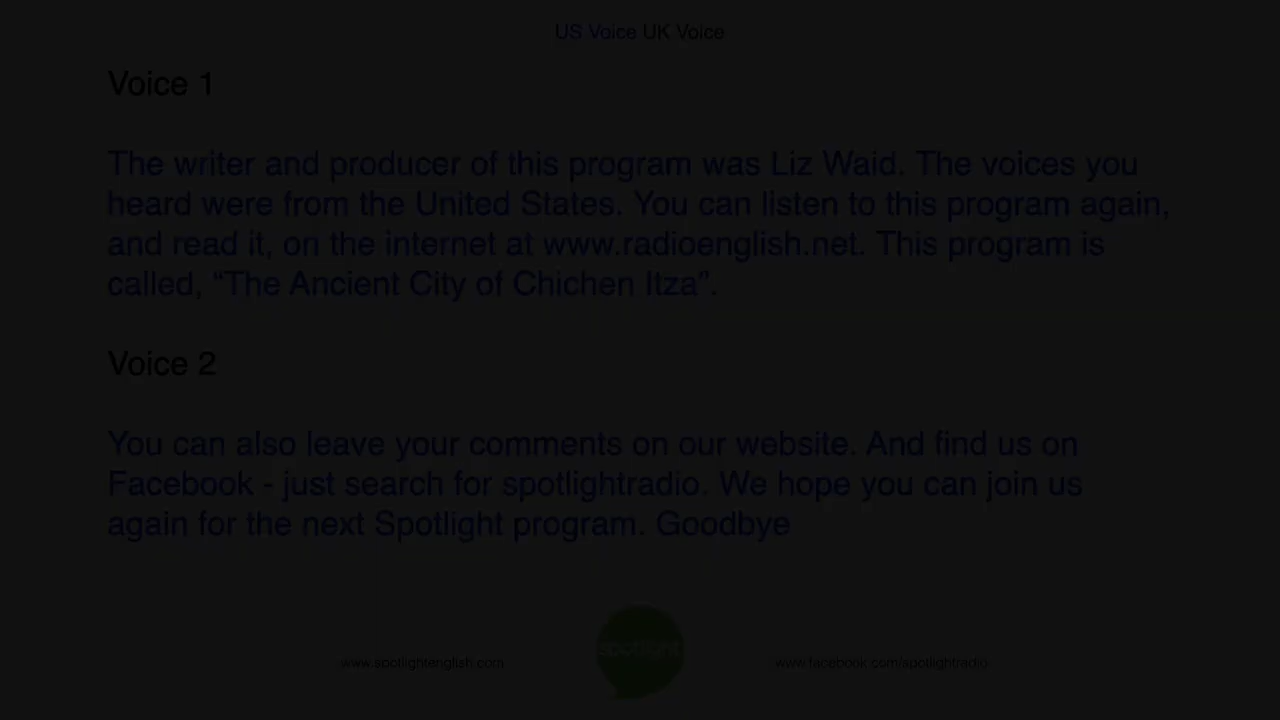 US Voice UK Voice
Voice 1
The writer and producer of this program was Liz Waid. The voices you
heard were from the United States. You can listen to this program again,
and read it, on the internet at www.radioenglish.net. This program is
called, “The Ancient City of Chichen Itza”.
Voice 2
You can also leave your comments on our website. And find us on
Facebook - just search for spotlightradio. We hope you can join us
again for the next Spotlight program. Goodbye
spotlight
www.spotlightenglish.com
www.facebook.com/spotlightradio